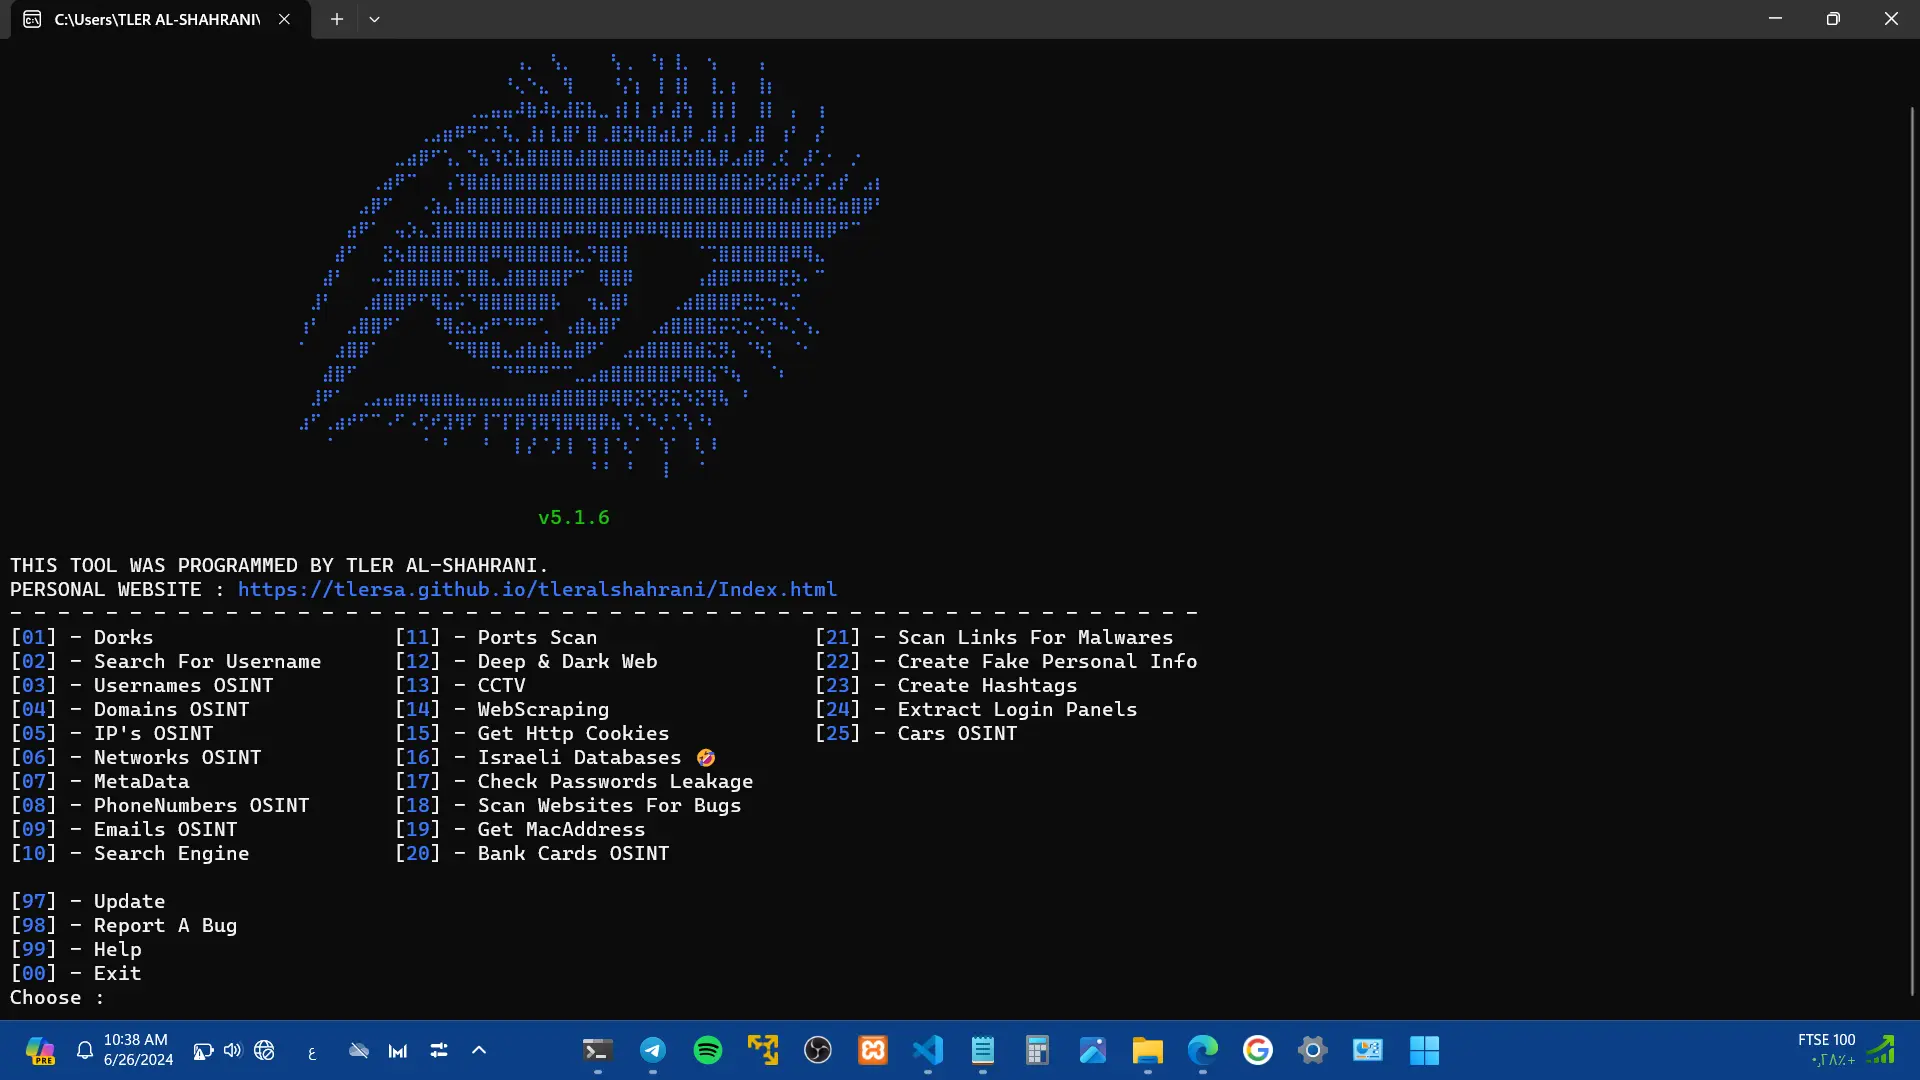 C:\Users\TLER AL-SHAHRANI\
v5.1.6
THIS TOOL WAS PROGRAMMED BY TLER AL-SHAHRANI.
PERSONAL WEBSITE : https://tlersa.github.io/tleralshahrani/Index.html
- - - - - - - - - - - - - - - - - - - - - - - - - - - - - - - - - - - - - - - - - - - - - - - - - -
[01] - Dorks [11] - Ports Scan [21] - Scan Links For Malwares
[02] - Search For Username [12] - Deep & Dark Web [22] - Create Fake Personal Info
[03] - Usernames OSINT [13] - CCTV [23] - Create Hashtags
[04] - Domains OSINT [14] - WebScraping [24] - Extract Login Panels
[05] - IP's OSINT [15] - Get Http Cookies [25] - Cars OSINT
[06] - Networks OSINT [16] - Israeli Databases 🤣
[07] - MetaData [17] - Check Passwords Leakage
[08] - PhoneNumbers OSINT [18] - Scan Websites For Bugs
[09] - Emails OSINT [19] - Get MacAddress
[10] - Search Engine [20] - Bank Cards OSINT
[97] - Update
[98] - Report A Bug
[99] - Help
[00] - Exit
Choose :
PRE
10:38 AM
6/26/2024
ع
FTSE 100
+٠٫٢٨٪